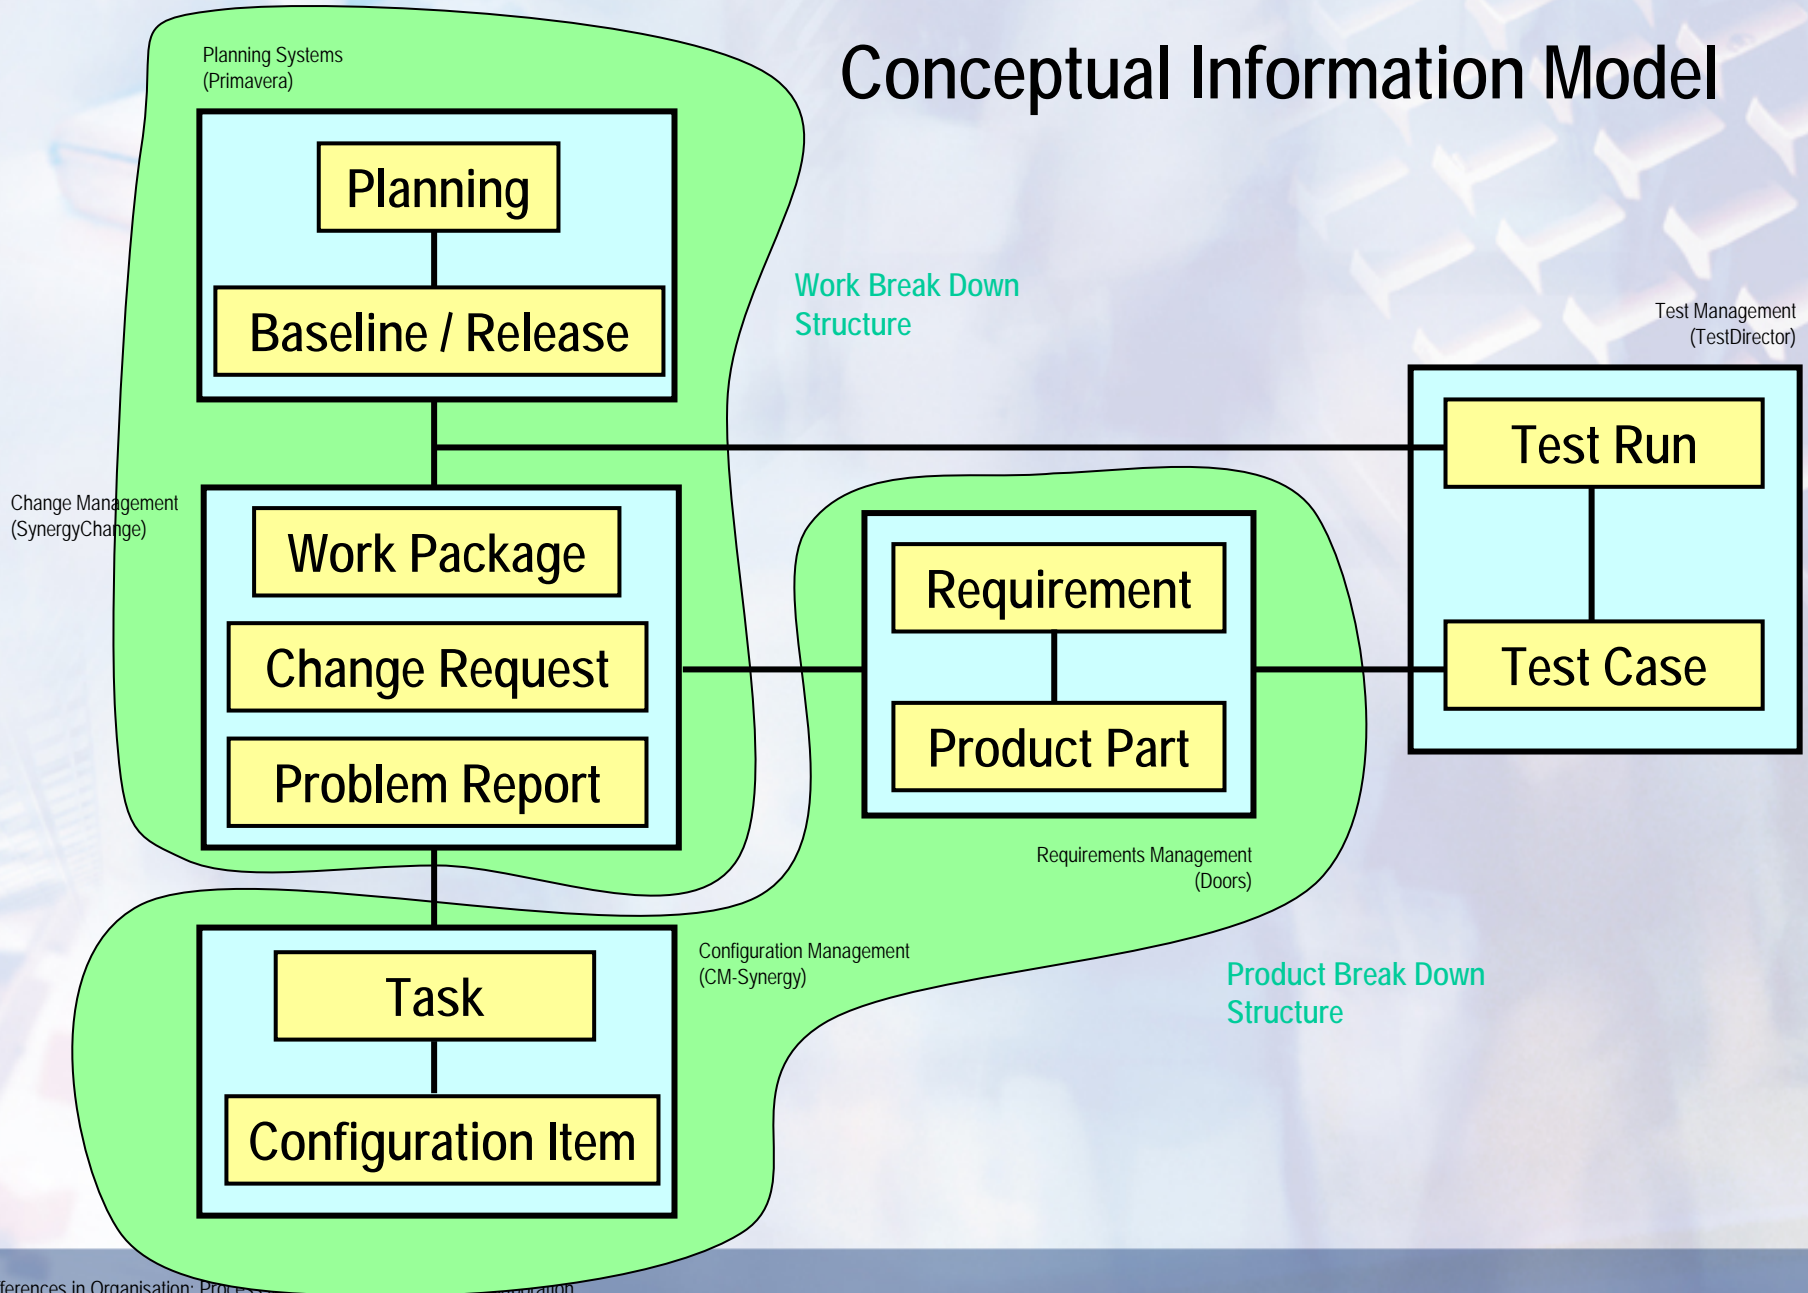 Conceptual Information Model
Planning Systems
(Primavera)
Planning
Baseline / Release
Work Break Down
Structure
Test Management
(TestDirector)
Test Run
Test Case
Change Management
(SynergyChange)
Work Package
Change Request
Problem Report
Requirement
Product Part
Requirements Management
(Doors)
Configuration Management
(CM-Synergy)
Task
Configuration Item
Product Break Down
Structure
in Organisation: